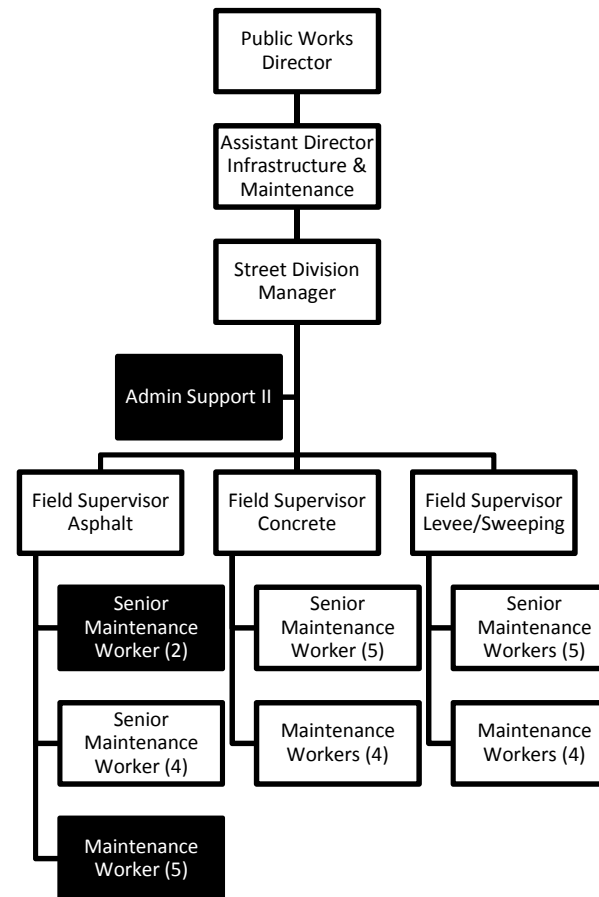 Public Works
Director
Assistant Director
Infrastructure &
Maintenance
Street Division
Manager
Admin Support II
Field Supervisor
Asphalt
Field Supervisor
Concrete
Field Supervisor
Levee/Sweeping
Senior
Maintenance
Worker (2)
Senior
Maintenance
Worker (5)
Senior
Maintenance
Workers (5)
Senior
Maintenance
Worker (4)
Maintenance
Workers (4)
Maintenance
Workers (4)
Maintenance
Worker (5)